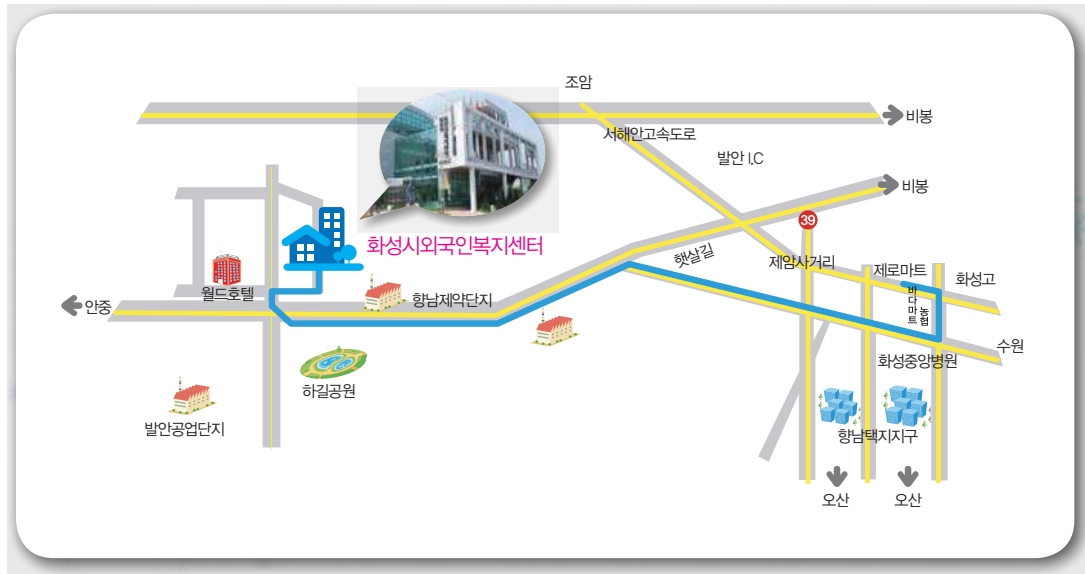 조암
비봉
서해안고속도로
발안 I.C
비봉
39
화성시외국인복지센터
햇살길
제암사거리
제로마트
화성고
월드호텔
향남제약단지
안중
바다마트
농협
수원
화성중앙병원
하길공원
발안공업단지
향남택지지구
오산
오산